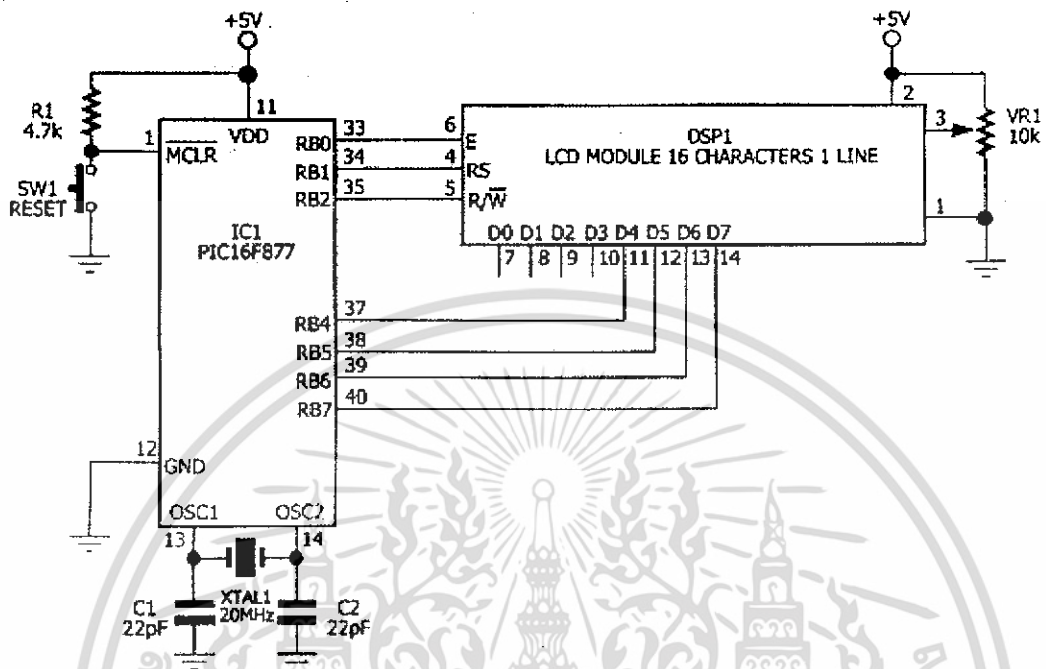 +5V
+5V
R1
4.7k
11
VDD
1
MCLR
SW1
RESET
IC1
PIC16F877
RB0
33
RB1
34
RB2
35
6
E
4
RS
5
R/W
DSP1
LCD MODULE 16 CHARACTERS 1 LINE
2
3
VR1
10k
1
D0 D1 D2 D3 D4 D5 D6 D7
7 8 9 10 11 12 13 14
RB4
37
RB5
38
RB6
39
RB7
40
12
GND
OSC1 OSC2
13
14
XTAL1
20MHz
C1
22pF
C2
22pF